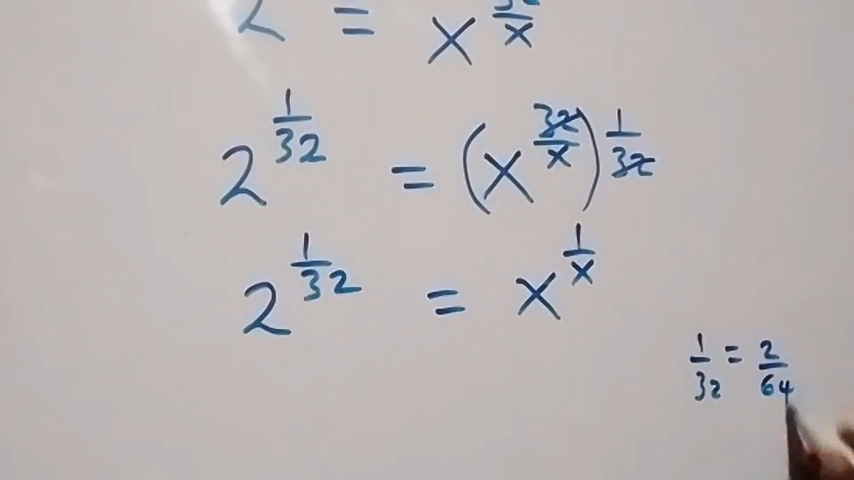 2 = x^{32/x}
2^{1/32} = (x^{32/x})^{1/32}
2^{1/32} = x^{1/x}
1/32 = 2/64